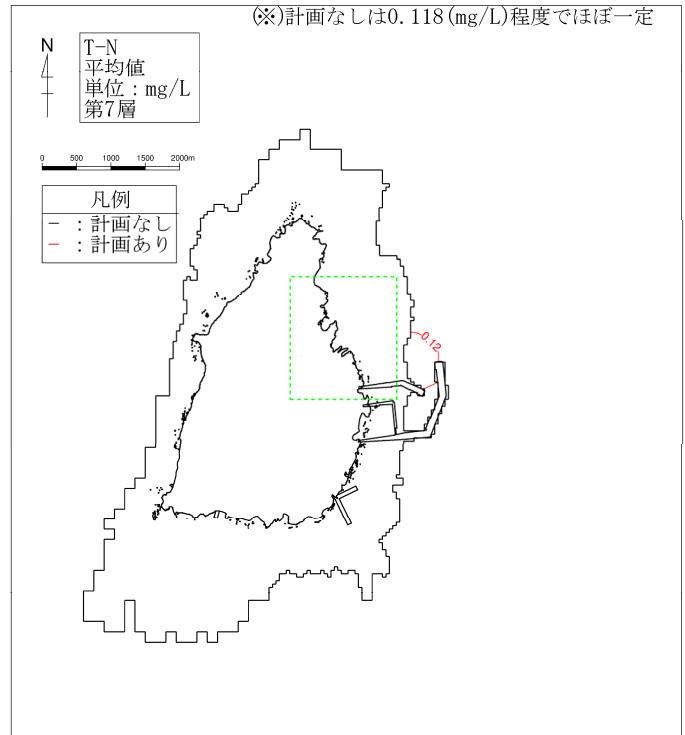 (※)計画なしは0.118(mg/L)程度でほぼ一定
N
T-N
平均値
単位：mg/L
第7層
0 500 1000 1500 2000m
凡例
－ ：計画なし
－ ：計画あり
0.12